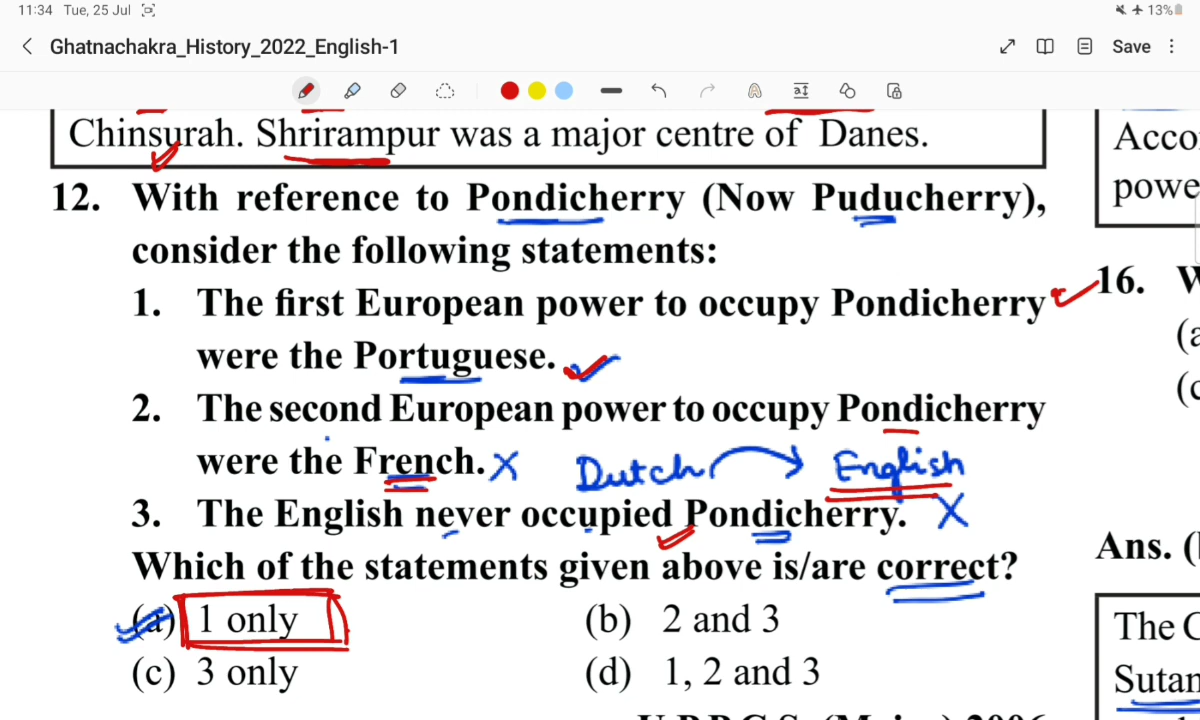 11:34 Tue, 25 Jul
13%
Ghatnachakra_History_2022_English-1
Save
Chinsurah. Shrirampur was a major centre of Danes.
12. With reference to Pondicherry (Now Puducherry),
consider the following statements:
1. The first European power to occupy Pondicherry
were the Portuguese.
2. The second European power to occupy Pondicherry
were the French. X Dutch English
3. The English never occupied Pondicherry. X
Which of the statements given above is/are correct?
(a) 1 only (b) 2 and 3
(c) 3 only (d) 1, 2 and 3
Acco
powe
16. W
(a
(c
Ans. (
The
Sutan